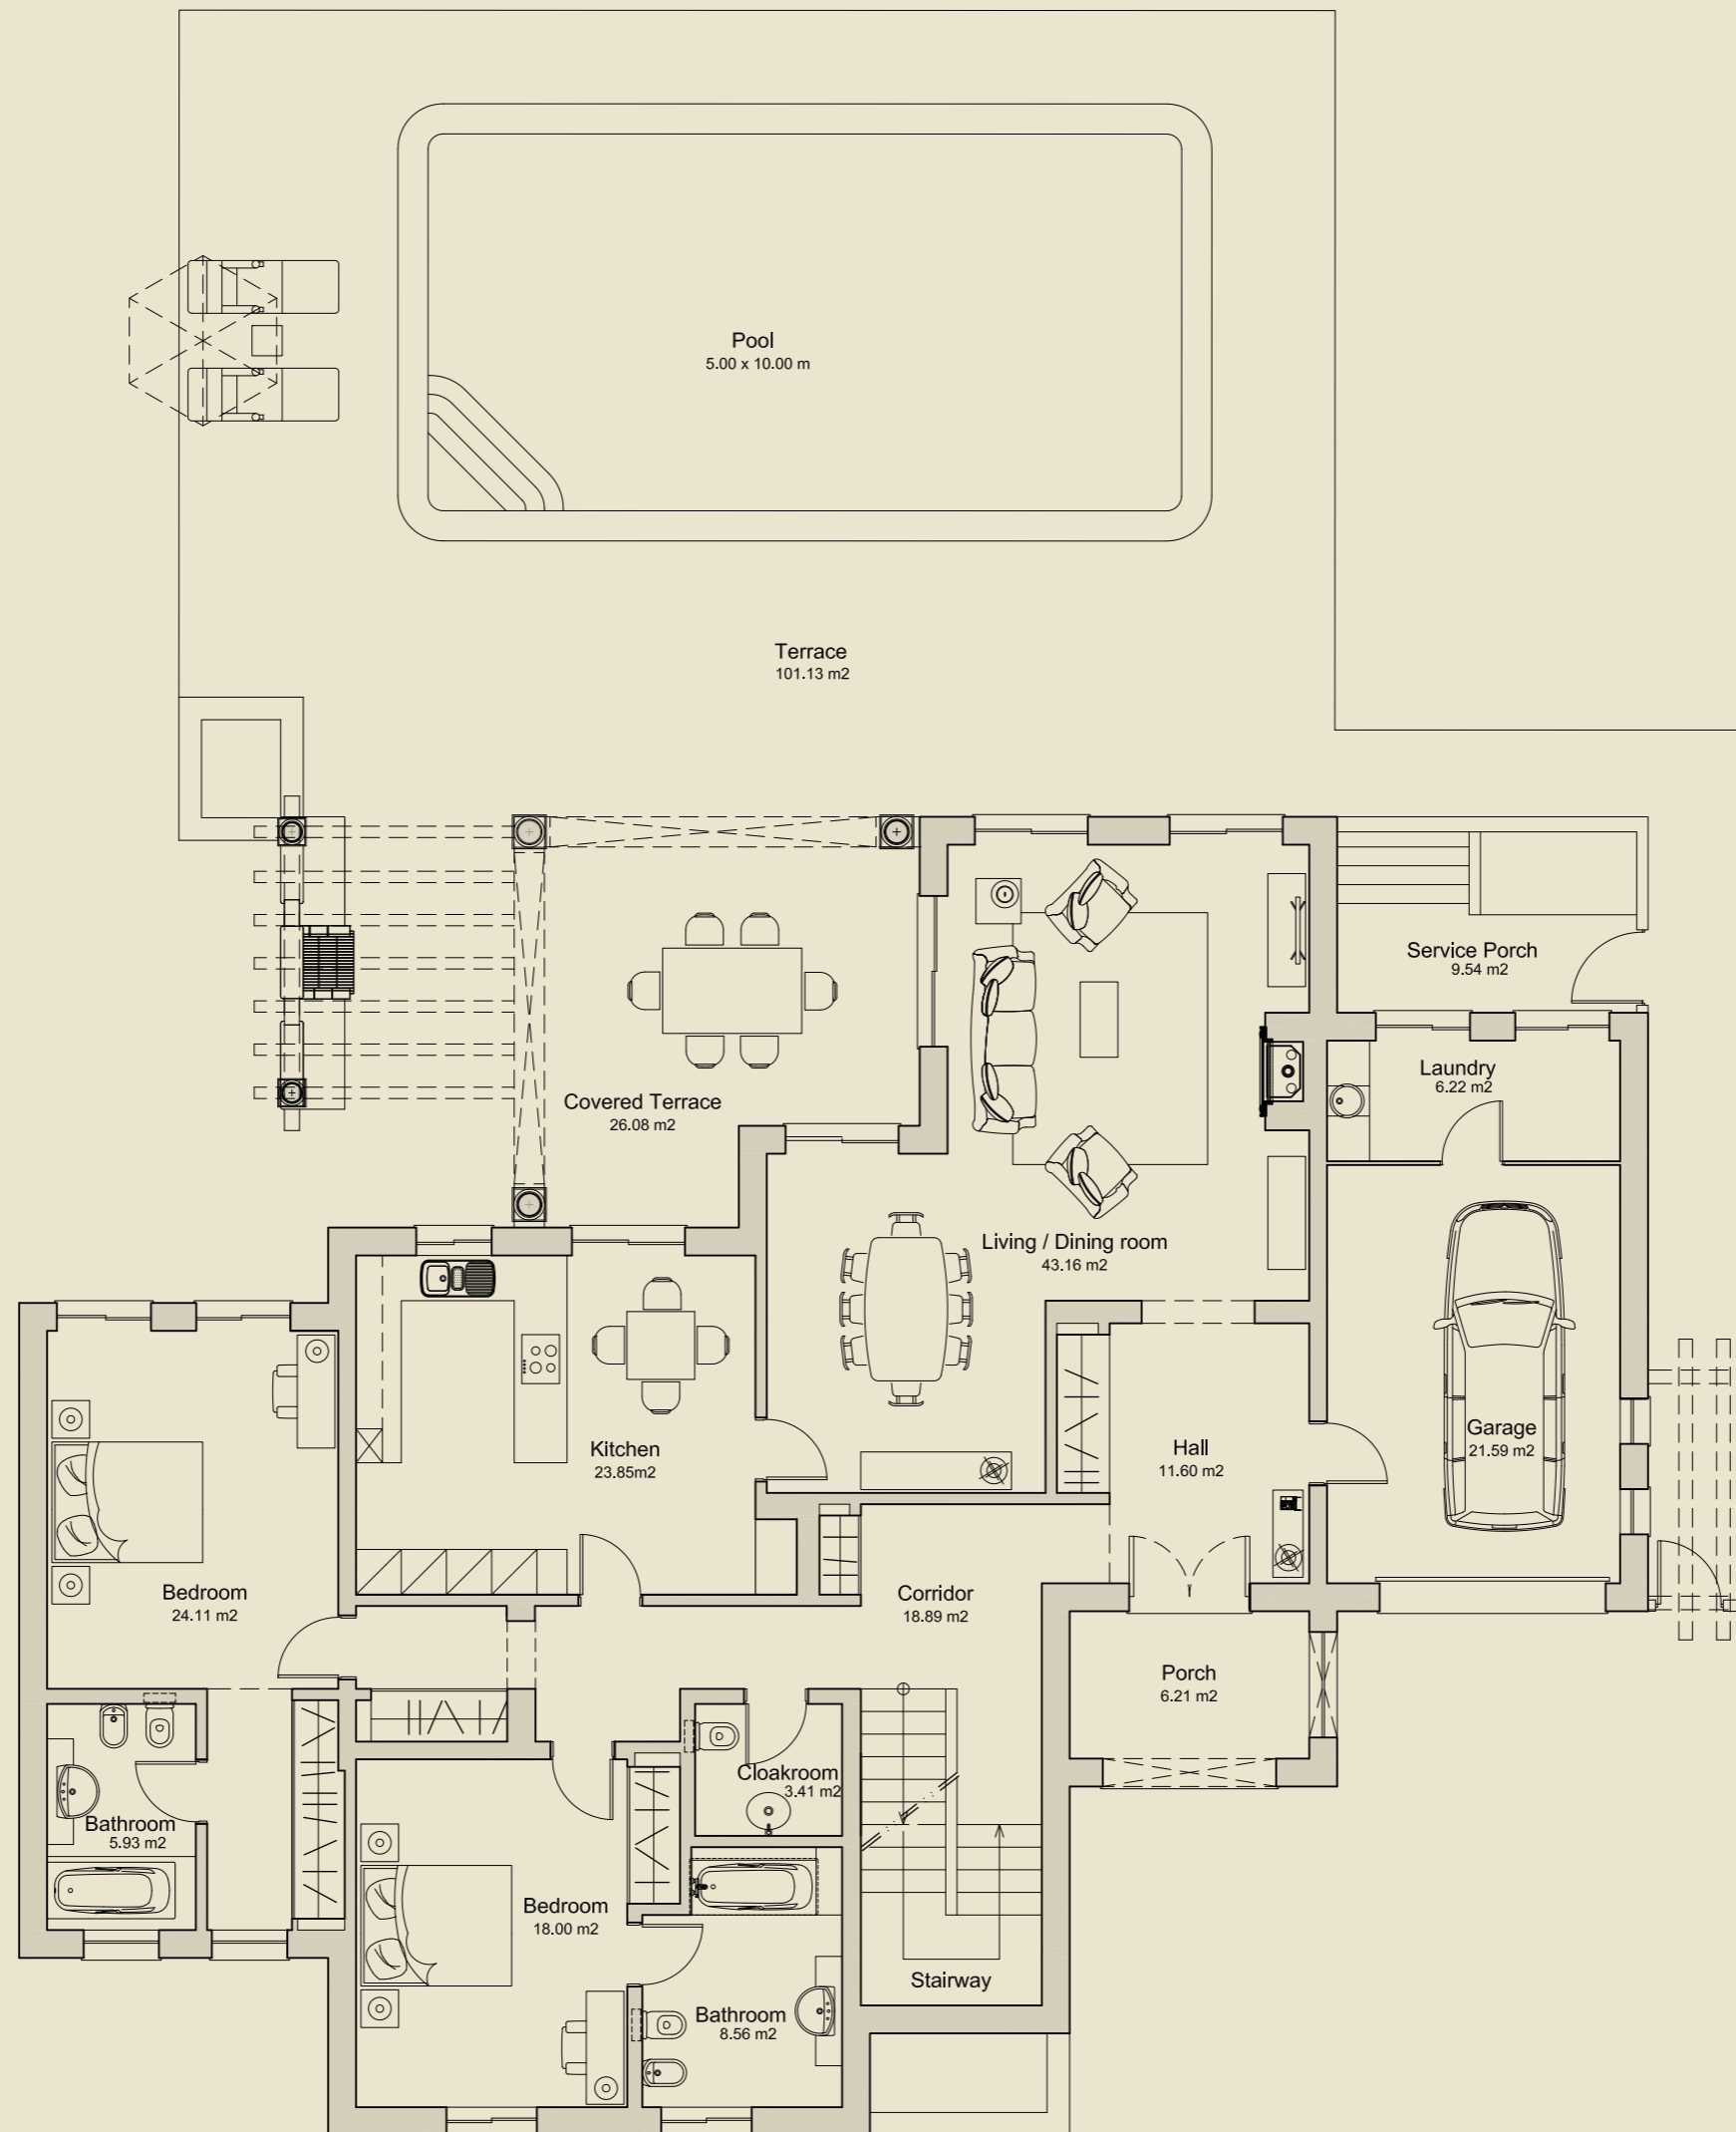 Pool
5.00 x 10.00 m
Terrace
101.13 m2
Service Porch
9.54 m2
Laundry
6.22 m2
Covered Terrace
26.08 m2
Living / Dining room
43.16 m2
Garage
21.59 m2
Hall
11.60 m2
Kitchen
23.85m2
Bedroom
24.11 m2
Corridor
18.89 m2
Porch
6.21 m2
Cloakroom
3.41 m2
Bathroom
5.93 m2
Bedroom
18.00 m2
Stairway
Bathroom
8.56 m2